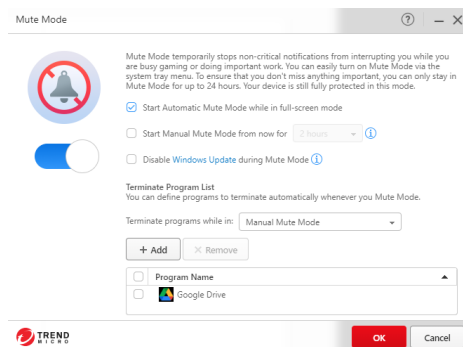 Mute Mode
Mute Mode temporarily stops non-critical notifications from interrupting you while you
are busy gaming or doing important work. You can easily turn on Mute Mode via the
system tray menu. To ensure that you don't miss anything important, you can only stay in
Mute Mode for up to 24 hours. Your device is still fully protected in this mode.
Start Automatic Mute Mode while in full-screen mode
Start Manual Mute Mode from now for 2 hours
Disable Windows Update during Mute Mode
Terminate Program List
You can define programs to terminate automatically whenever you Mute Mode.
Terminate programs while in: Manual Mute Mode
+ Add × Remove
Program Name
Google Drive
TREND
MICRO
OK Cancel